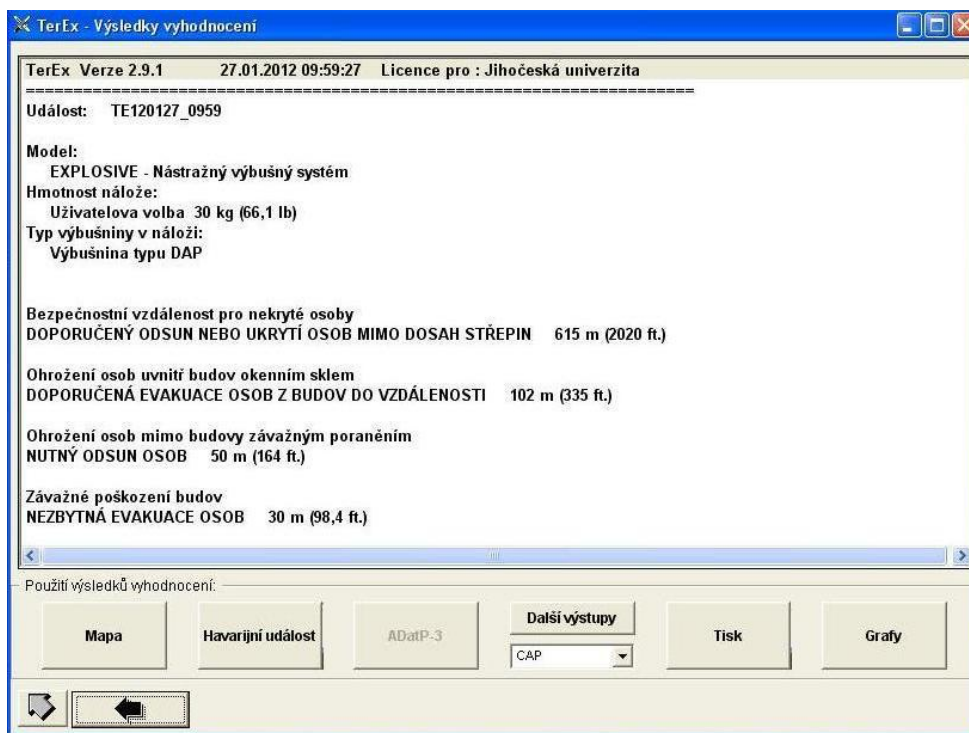 TerEx - Výsledky vyhodnocení
TerEx Verze 2.9.1 27.01.2012 09:59:27 Licence pro : Jihočeská univerzita
======================================================================
Událost: TE120127_0959
Model:
EXPLOSIVE - Nástražný výbušný systém
Hmotnost nálože:
Uživatelova volba 30 kg (66,1 lb)
Typ výbušniny v náloži:
Výbušnina typu DAP
Bezpečnostní vzdálenost pro nekryté osoby
DOPORUČENÝ ODSUN NEBO UKRYTÍ OSOB MIMO DOSAH STŘEPIN 615 m (2020 ft.)
Ohrožení osob uvnitř budov okenním sklem
DOPORUČENÁ EVAKUACE OSOB Z BUDOV DO VZDÁLENOSTI 102 m (335 ft.)
Ohrožení osob mimo budovy závažným poraněním
NUTNÝ ODSUN OSOB 50 m (164 ft.)
Závažné poškození budov
NEZBYTNÁ EVAKUACE OSOB 30 m (98,4 ft.)
Použití výsledků vyhodnocení:
Mapa
Havarijní událost
ADatP-3
Další výstupy
CAP
Tisk
Grafy